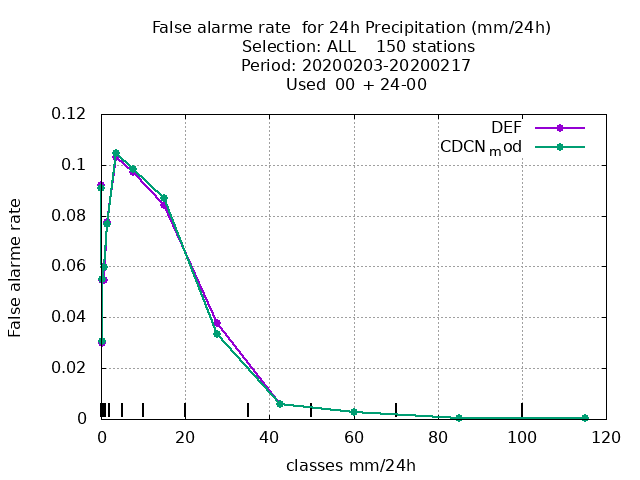 False alarme rate  for 24h Precipitation (mm/24h)
Selection: ALL    150 stations
Period: 20200203-20200217
Used  00 + 24-00
DEF
CDCN_mod
False alarme rate
0.12
0.1
0.08
0.06
0.04
0.02
0
0 20 40 60 80 100 120
classes mm/24h